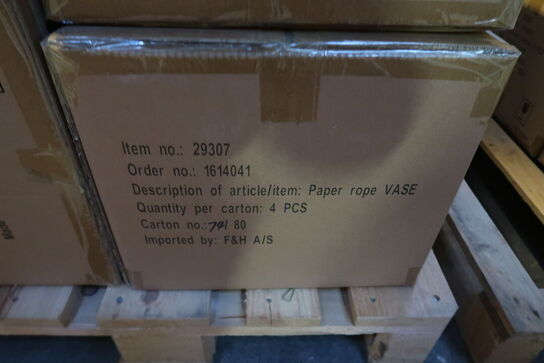 Item no.: 29307
Order no.: 1614041
Description of article/item: Paper rope VASE
Quantity per carton: 4 PCS
Carton no.: 74/ 80
Imported by: F&H A/S